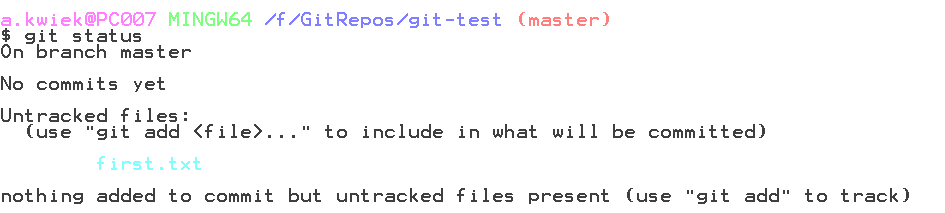 a.kwiek@PC007 MINGW64 /f/GitRepos/git-test (master)
$ git status
On branch master
No commits yet
Untracked files:
(use "git add <file>..." to include in what will be committed)
first.txt
nothing added to commit but untracked files present (use "git add" to track)